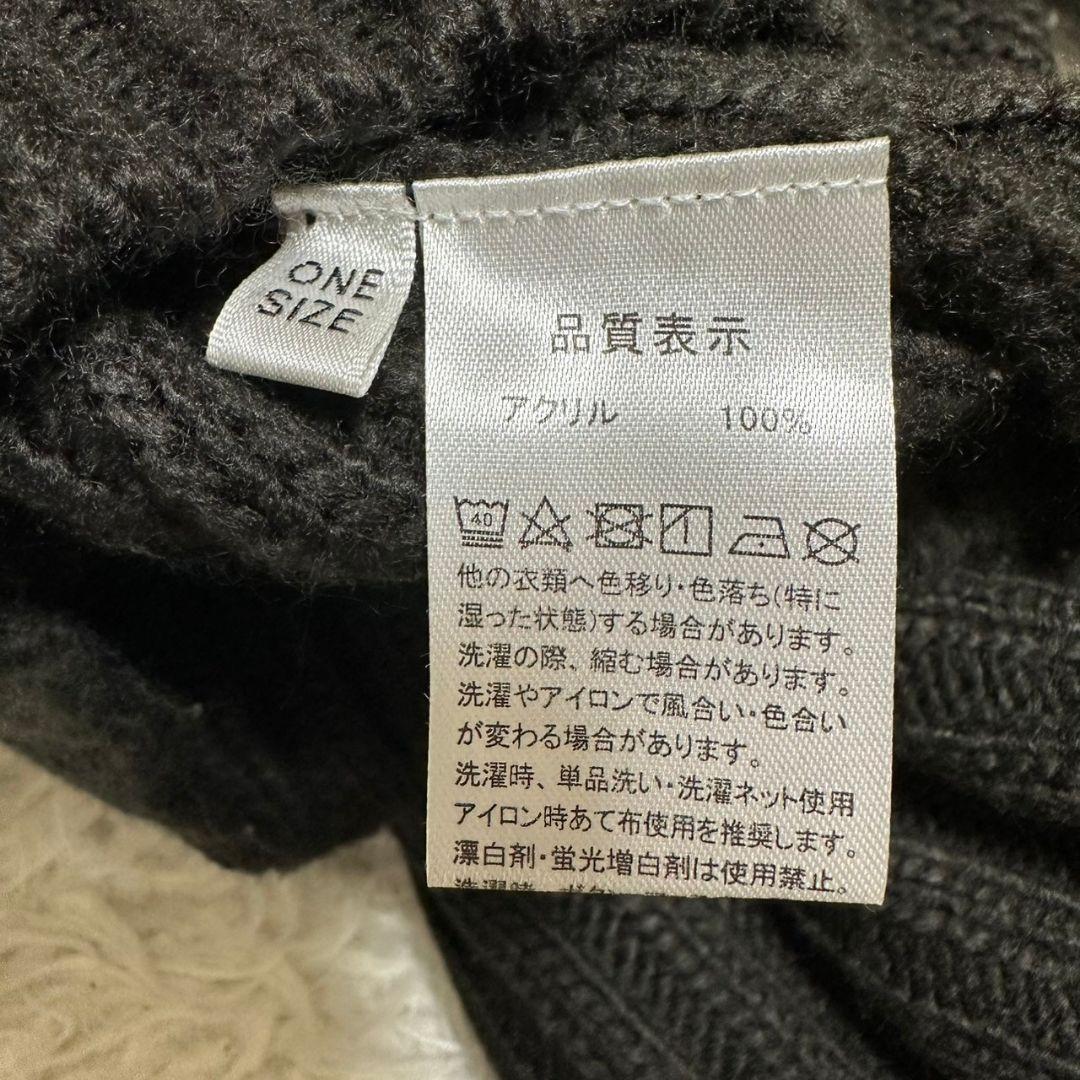 ONE
SIZE
品質表示
アクリル 100%
40
他の衣類へ色移り・色落ち(特に
湿った状態)する場合があります。
洗濯の際、縮む場合があります。
洗濯やアイロンで風合い・色合い
が変わる場合があります。
洗濯時、単品洗い・洗濯ネット使用
アイロン時あて布使用を推奨します。
漂白剤・蛍光増白剤は使用禁止。
洗濯時、